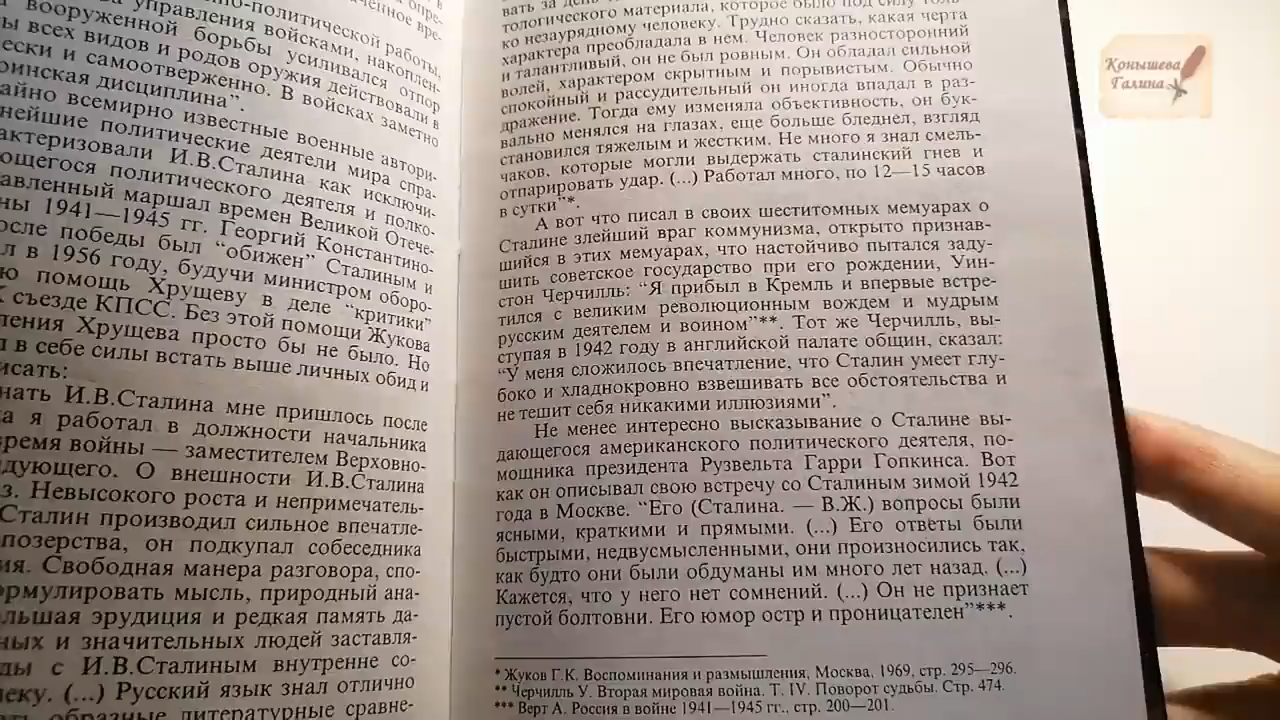 но-политической работы,
управления войсками, накоплен-
вооруженной борьбы усиливался отпор
ы всех видов и родов оружия действовали в
ески и самоотверженно. В войсках заметно
оинская дисциплина”.
айно всемирно известные военные автори-
нейшие политические деятели мира спра-
актеризовали И.В.Сталина как исключи-
ющегося политического деятеля и полко-
авленный маршал времен Великой Отече-
ны 1941—1945 гг. Георгий Константино-
осле победы был “обижен” Сталиным и
л в 1956 году, будучи министром оборо-
ю помощь Хрущеву в деле “критики”
Х съезде КПСС. Без этой помощи Жукова
ления Хрущева просто бы не было. Но
л в себе силы встать выше личных обид и
исать:
нать И.В.Сталина мне пришлось после
а я работал в должности начальника
время войны — заместителем Верховно-
дующего. О внешности И.В.Сталина
з. Невысокого роста и непримечатель-
Сталин производил сильное впечатле-
позерства, он подкупал собеседника
ия. Свободная манера разговора, спо-
ормулировать мысль, природный ана-
льшая эрудиция и редкая память да-
ных и значительных людей заставля-
ды с И.В.Сталиным внутренне со-
еку. (...) Русский язык знал отлично
образные литературные сравне-
вать за день
тологического материала, которое было под силу толь-
ко незаурядному человеку. Трудно сказать, какая черта
характера преобладала в нем. Человек разносторонний
и талантливый, он не был ровным. Он обладал сильной
волей, характером скрытным и порывистым. Обычно
спокойный и рассудительный он иногда впадал в раз-
дражение. Тогда ему изменяла объективность, он бук-
вально менялся на глазах, еще больше бледнел, взгляд
становился тяжелым и жестким. Не много я знал смель-
чаков, которые могли выдержать сталинский гнев и
отпарировать удар. (...) Работал много, по 12—15 часов
в сутки”*.
А вот что писал в своих шеститомных мемуарах о
Сталине злейший враг коммунизма, открыто признав-
шийся в этих мемуарах, что настойчиво пытался заду-
шить советское государство при его рождении, Уин-
стон Черчилль: “Я прибыл в Кремль и впервые встре-
тился с великим революционным вождем и мудрым
русским деятелем и воином”**. Тот же Черчилль, вы-
ступая в 1942 году в английской палате общин, сказал:
“У меня сложилось впечатление, что Сталин умеет глу-
боко и хладнокровно взвешивать все обстоятельства и
не тешит себя никакими иллюзиями”.
Не менее интересно высказывание о Сталине вы-
дающегося американского политического деятеля, по-
мощника президента Рузвельта Гарри Гопкинса. Вот
как он описывал свою встречу со Сталиным зимой 1942
года в Москве. “Его (Сталина. — В.Ж.) вопросы были
ясными, краткими и прямыми. (...) Его ответы были
быстрыми, недвусмысленными, они произносились так,
как будто они были обдуманы им много лет назад. (...)
Кажется, что у него нет сомнений. (...) Он не признает
пустой болтовни. Его юмор остр и проницателен”***.
* Жуков Г.К. Воспоминания и размышления, Москва, 1969, стр. 295—296.
** Черчилль У. Вторая мировая война. Т. IV. Поворот судьбы. Стр. 474.
*** Верт А. Россия в войне 1941—1945 гг., стр. 200—201.
Конышева
Галина